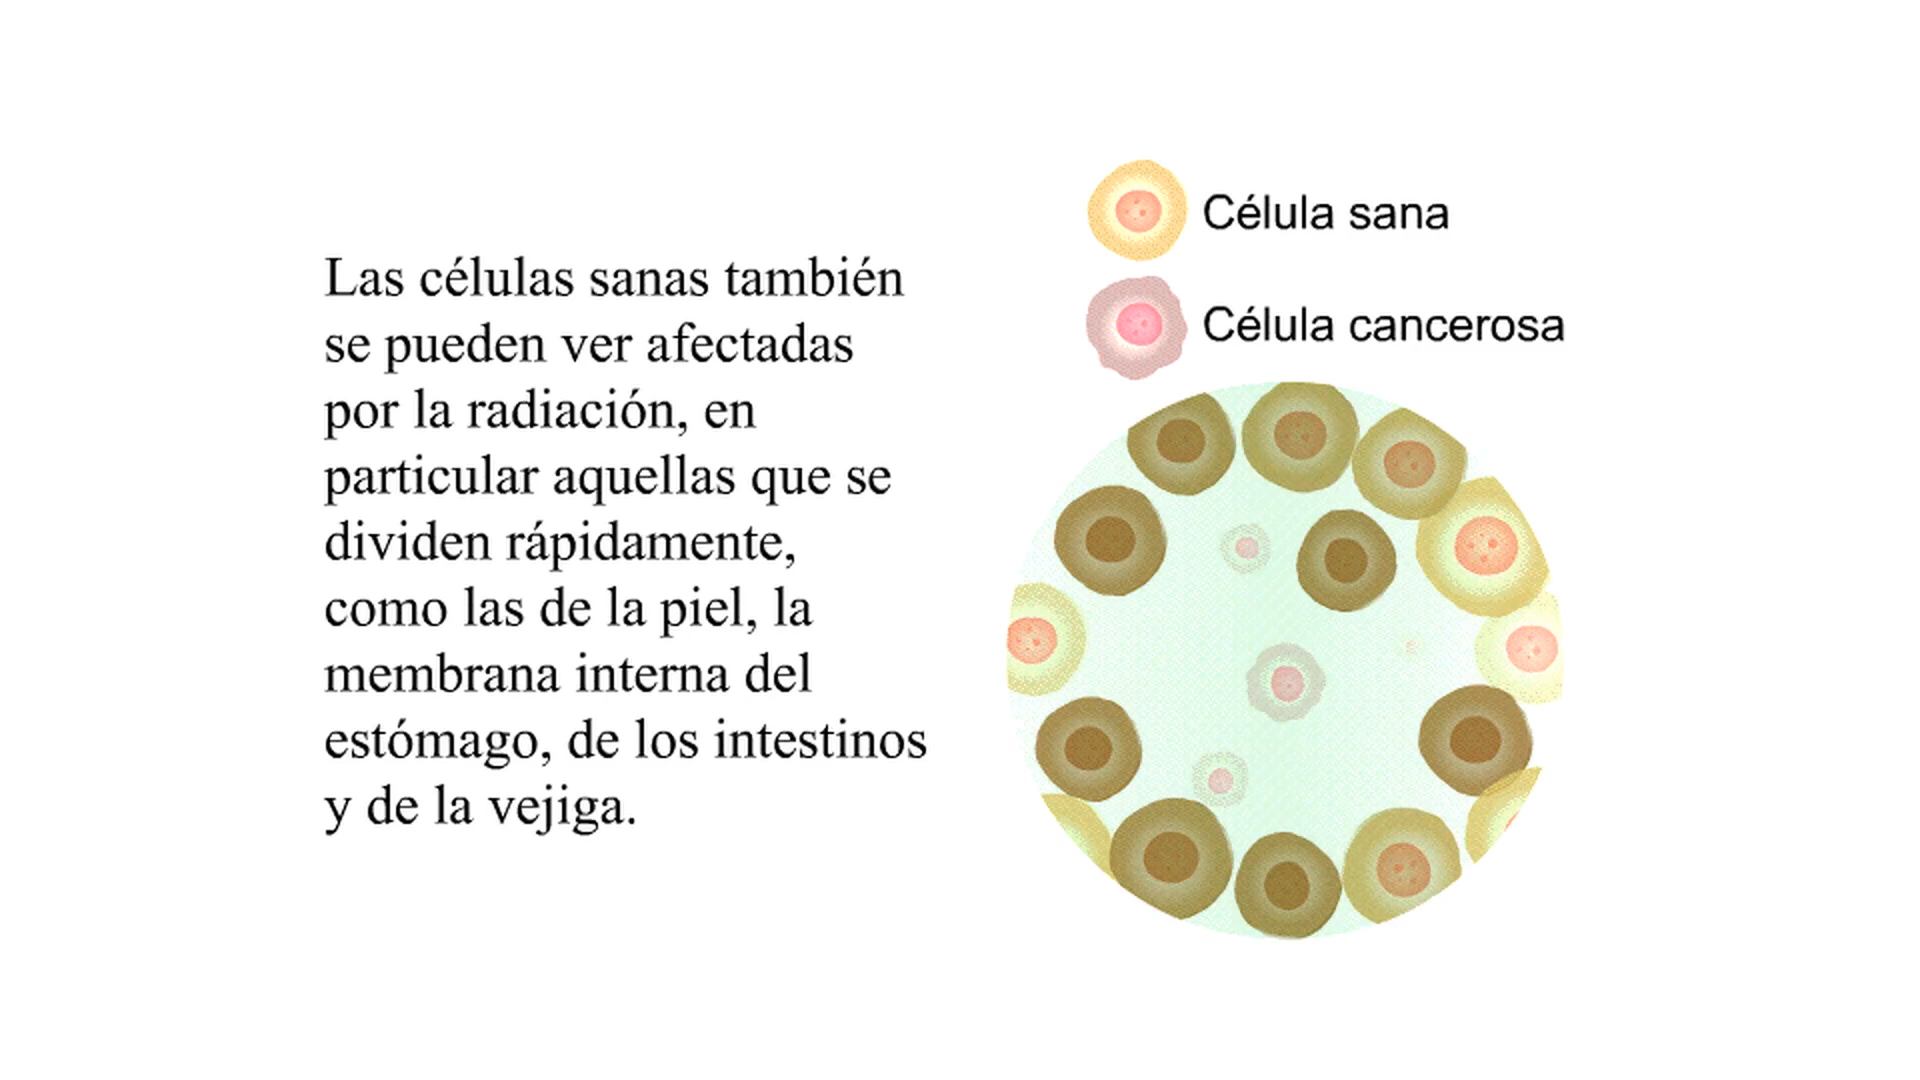 Las células sanas también
se pueden ver afectadas
por la radiación, en
particular aquellas que se
dividen rápidamente,
como las de la piel, la
membrana interna del
estómago, de los intestinos
y de la vejiga.
Célula sana
Célula cancerosa